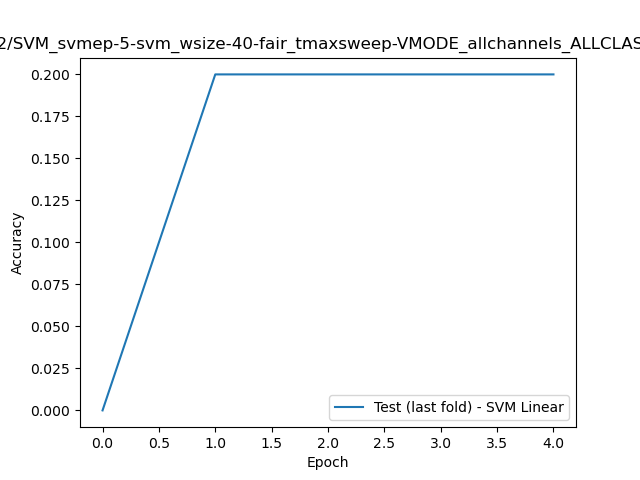 2/SVM_svmep-5-svm_wsize-40-fair_tmaxsweep-VMODE_allchannels_ALLCLAS
0.200
0.175
0.150
0.125
0.100
0.075
0.050
0.025
0.000
Accuracy
Test (last fold) - SVM Linear
0.0 0.5 1.0 1.5 2.0 2.5 3.0 3.5 4.0
Epoch